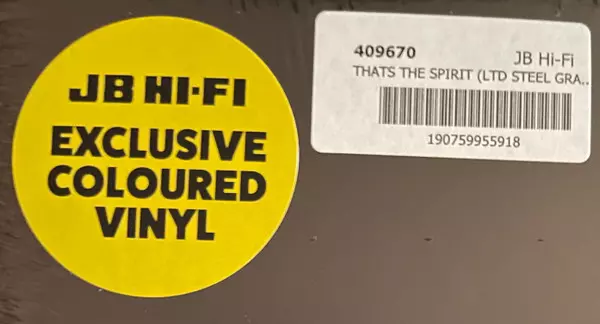 JB HI-FI
EXCLUSIVE
COLOURED
VINYL
409670 JB Hi-Fi
THATS THE SPIRIT (LTD STEEL GRA..
190759955918